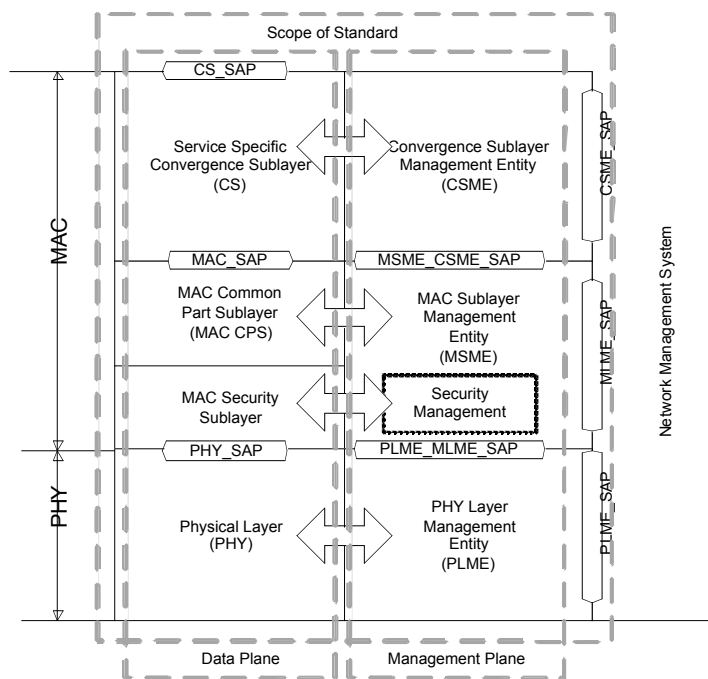 Scope of Standard
CS_SAP
Service Specific
Convergence Sublayer
(CS)
Convergence Sublayer
Management Entity
(CSME)
CSME_SAP
MAC
MAC_SAP
MSME_CSME_SAP
MAC Common
Part Sublayer
(MAC CPS)
MAC Sublayer
Management
Entity
(MSME)
MLME_SAP
Network Management System
MAC Security
Sublayer
Security
Management
PHY_SAP
PLME_MLME_SAP
PHY
Physical Layer
(PHY)
PHY Layer
Management
Entity
(PLME)
PLME_SAP
Data Plane
Management Plane